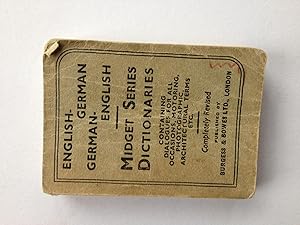 ENGLISH-GERMAN
GERMAN-ENGLISH
MIDGET SERIES
DICTIONARIES
CONTAINING
DIALOGUES FOR ALL
OCCASIONS, MOTORING,
PHOTOGRAPHIC,
ARCHITECTURAL TERMS
ETC.
Completely Revised
PUBLISHED BY
BURGESS & BOWES LTD., LONDON